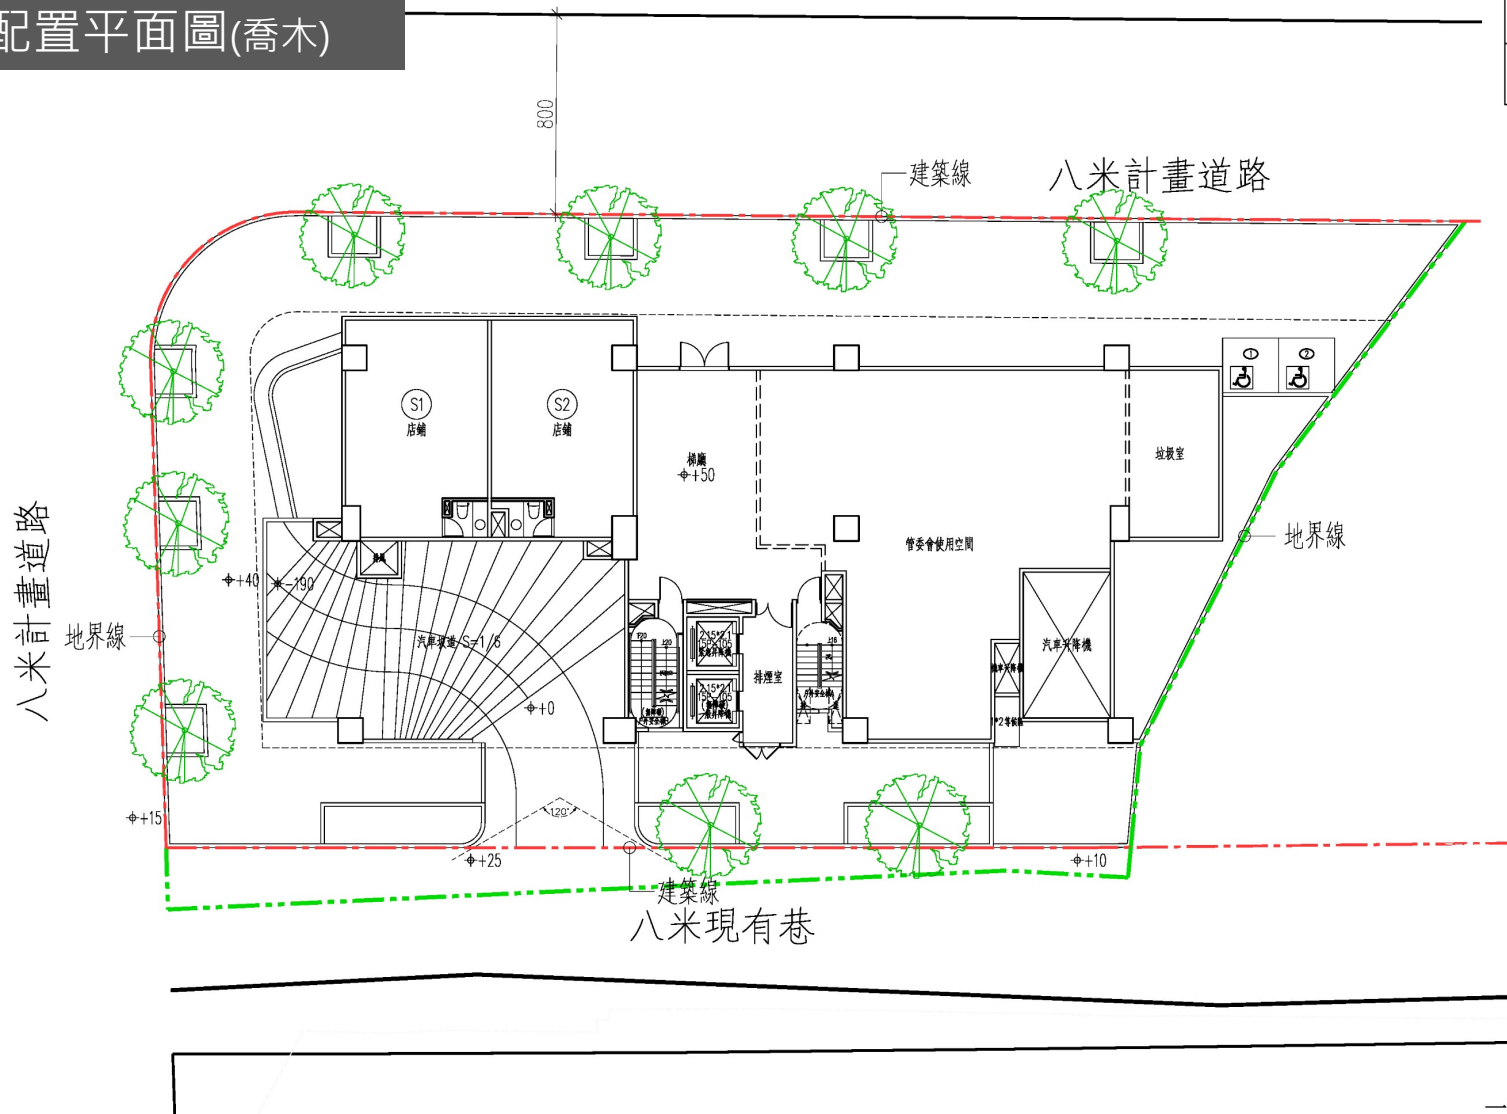 配置平面圖(喬木)
800
建築線
八米計畫道路
1
2
S1
店鋪
S2
店鋪
梯廳
+50
垃圾室
管委會使用空間
地界線
八米計畫道路
地界線
+40
-190
汽車坡道 S=1/6
+0
排煙室
汽車升降機
120°
+15
+25
+10
建築線
八米現有巷